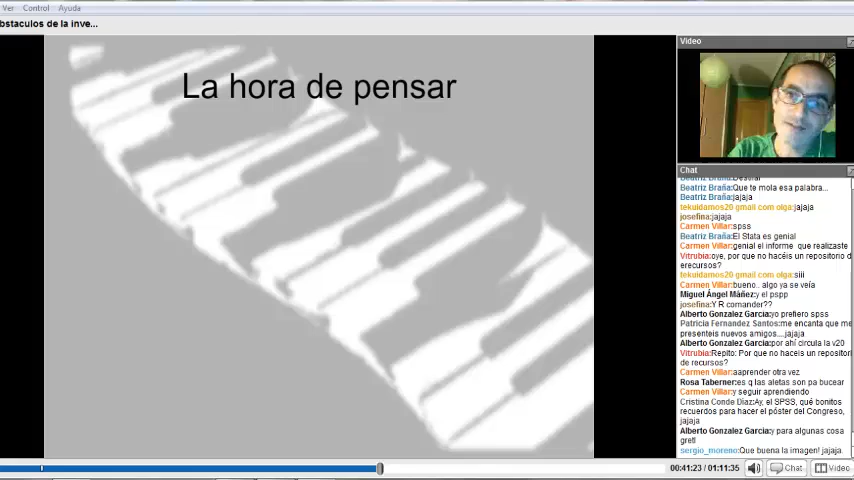 Ver Control Ayuda
bstaculos de la inve...
La hora de pensar
Video
Chat
Beatriz Braña:Que te mola esa palabra...
Beatriz Braña:jajaja
tekuidamos20 gmail com olga:jajaja
josefina:jajaja
Carmen Villar:spss
Beatriz Braña:El Stata es genial
Carmen Villar:genial el informe que realizaste
Vitrubia:oye, por que no hacéis un repositorio d
erecursos?
tekuidamos20 gmail com olga:siii
Carmen Villar:bueno.. algo ya se veía
Miguel Ángel Máñez:y el pspp
josefina:Y R comander??
Alberto Gonzalez Garcia:yo prefiero spss
Patricia Fernandez Santos:me encanta que me
presenteis nuevos amigos....jajaja
Alberto Gonzalez Garcia:por ahí circula la v20
Vitrubia:Repito: Por que no haceis un repositori
de recursos?
Carmen Villar:aaprender otra vez
Rosa Taberner:es q las aletas son pa bucear
Carmen Villar:y seguir aprendiendo
Cristina Conde Díaz:Ay, el SPSS, qué bonitos
recuerdos para hacer el póster del Congreso,
jajaja
Alberto Gonzalez Garcia:y para algunas cosa
gretl
sergio_moreno:Que buena la imagen! jajaja.
00:41:23 / 01:11:35
Chat
Video